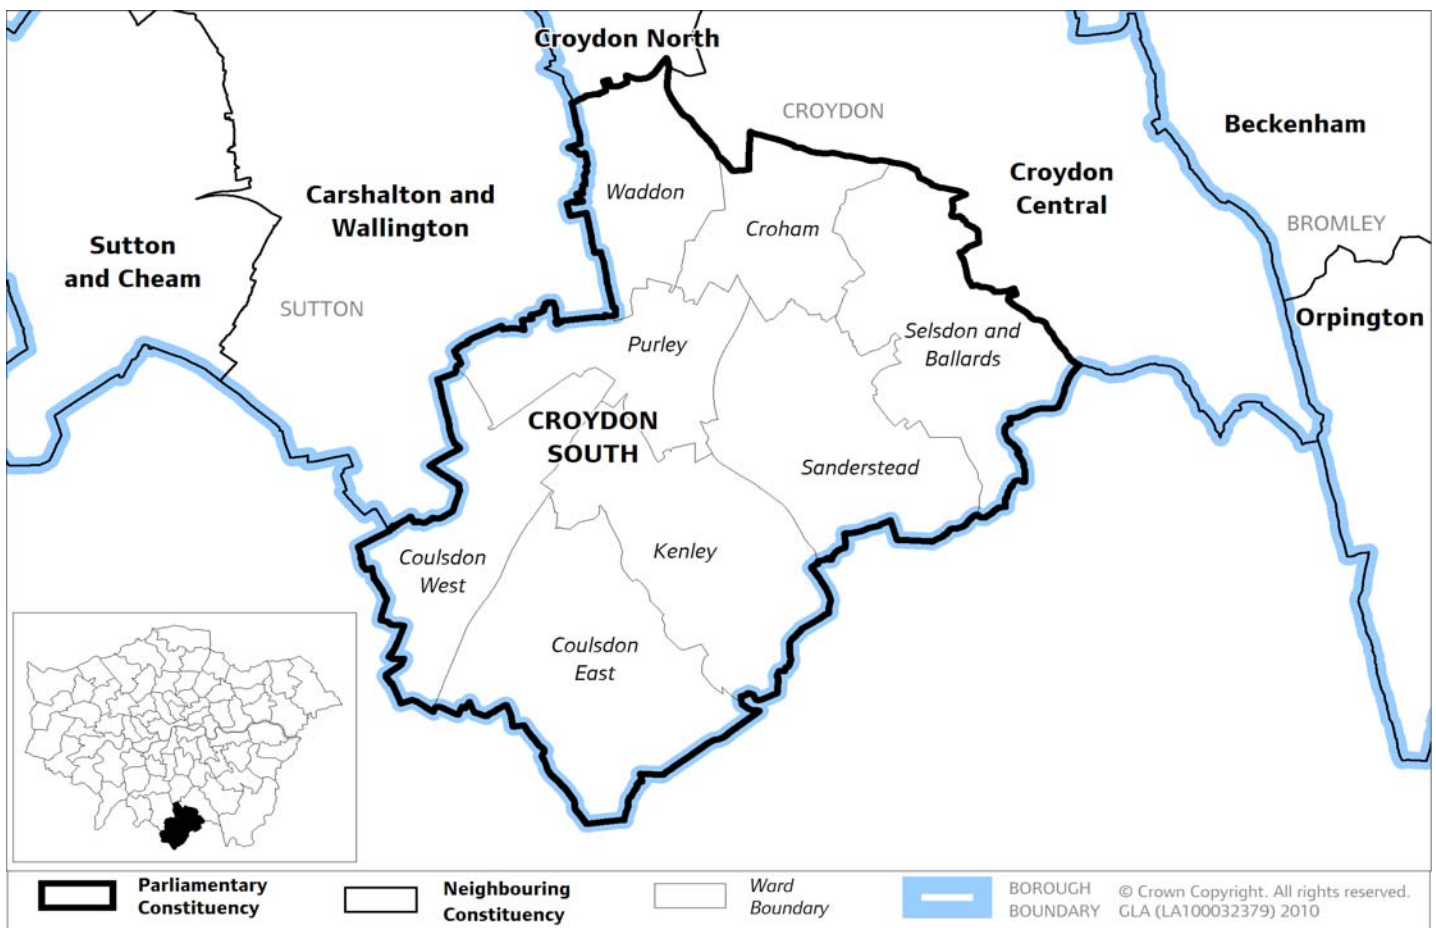 Croydon North
CROYDON
Beckenham
Croydon
Central
Carshalton and
Wallington
Waddon
Croham
BROMLEY
Sutton
and Cheam
SUTTON
Orpington
Purley
Selsdon and
Ballards
CROYDON
SOUTH
Sanderstead
Coulsdon
West
Kenley
Coulsdon
East
Parliamentary
Constituency
Neighbouring
Constituency
Ward
Boundary
BOROUGH
BOUNDARY
© Crown Copyright. All rights reserved.
GLA (LA100032379) 2010